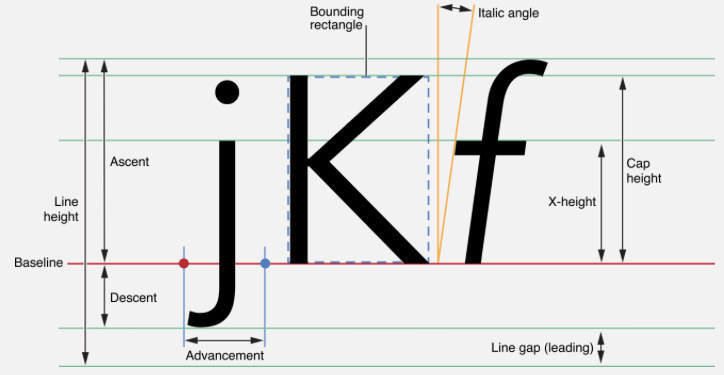 Bounding
rectangle
Italic angle
jKf
Ascent
Cap
height
Line
height
X-height
Baseline
Descent
Line gap (leading)
Advancement